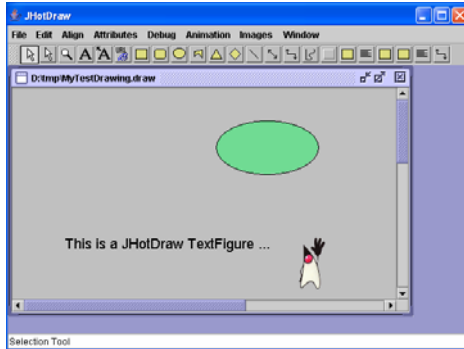 JHotDraw
File Edit Align Attributes Debug Animation Images Window
A A
D:\tmp\MyTestDrawing.draw
This is a JHotDraw TextFigure ...
Selection Tool